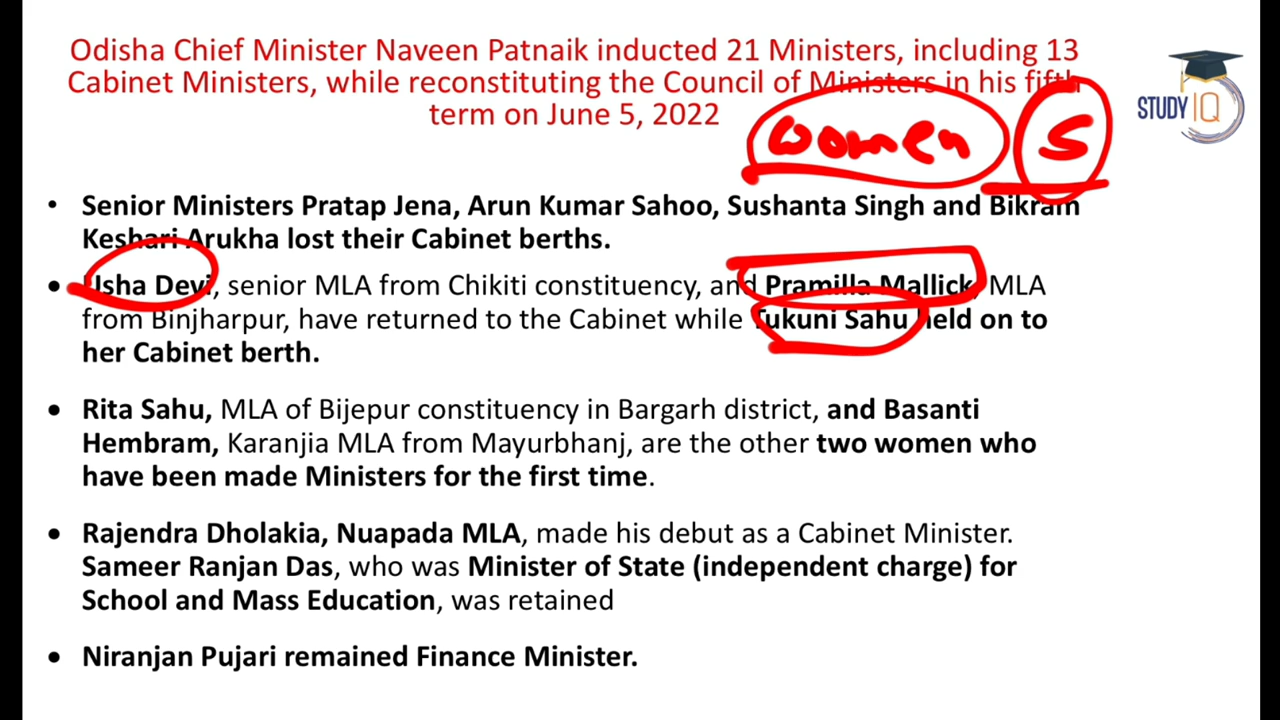 Odisha Chief Minister Naveen Patnaik inducted 21 Ministers, including 13
Cabinet Ministers, while reconstituting the Council of Ministers in his fifth
term on June 5, 2022
STUDY IQ
women 5
• Senior Ministers Pratap Jena, Arun Kumar Sahoo, Sushanta Singh and Bikram
Keshari Arukha lost their Cabinet berths.
• Usha Devi, senior MLA from Chikiti constituency, and Pramilla Mallick, MLA
from Binjharpur, have returned to the Cabinet while Tukuni Sahu held on to
her Cabinet berth.
• Rita Sahu, MLA of Bijepur constituency in Bargarh district, and Basanti
Hembram, Karanjia MLA from Mayurbhanj, are the other two women who
have been made Ministers for the first time.
• Rajendra Dholakia, Nuapada MLA, made his debut as a Cabinet Minister.
Sameer Ranjan Das, who was Minister of State (independent charge) for
School and Mass Education, was retained
• Niranjan Pujari remained Finance Minister.